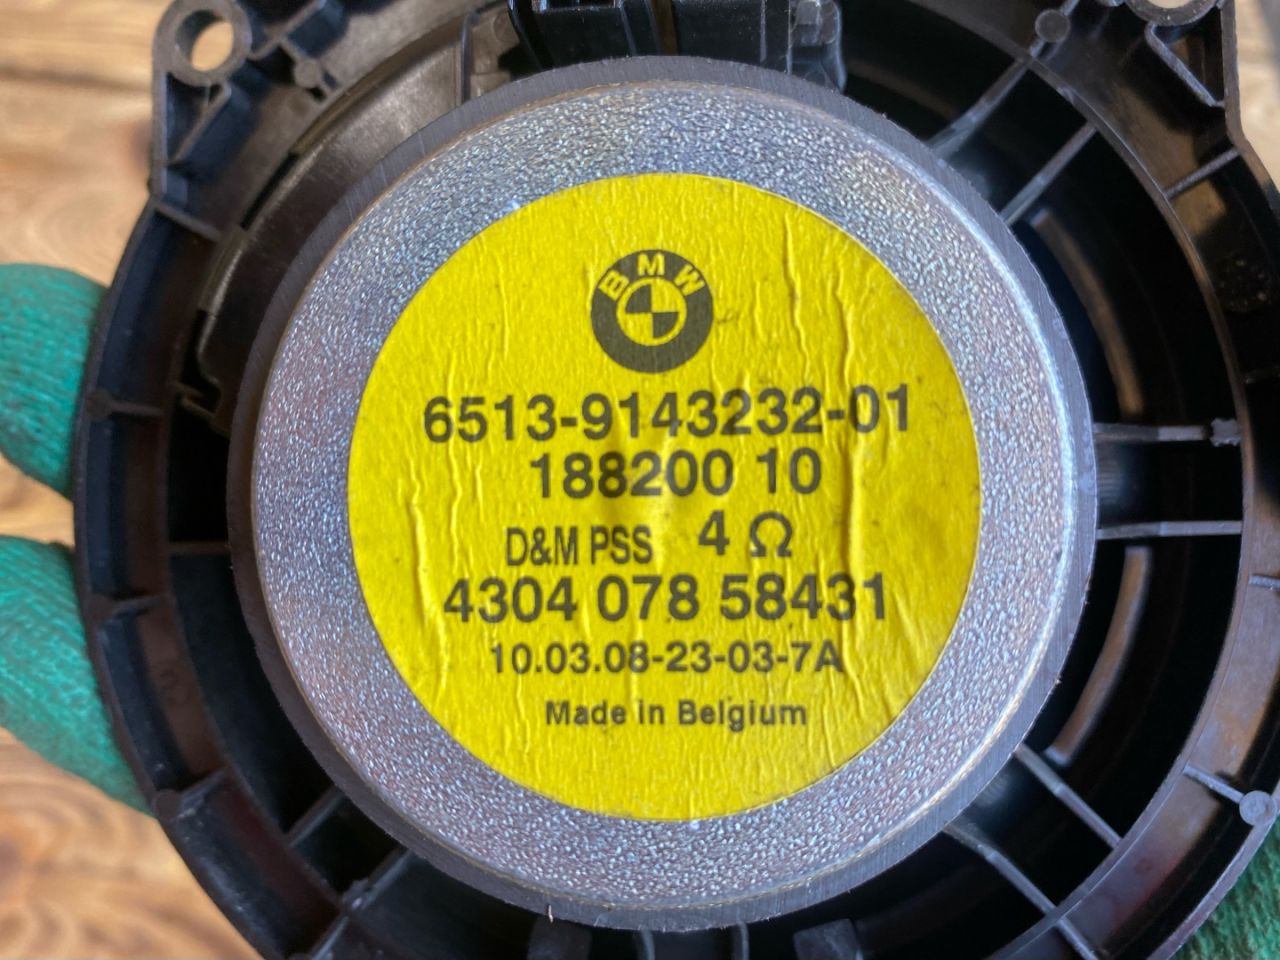 BMW
6513-9143232-01
188200 10
D&M PSS 4 Ω
4304 078 58431
10.03.08-23-03-7A
Made in Belgium